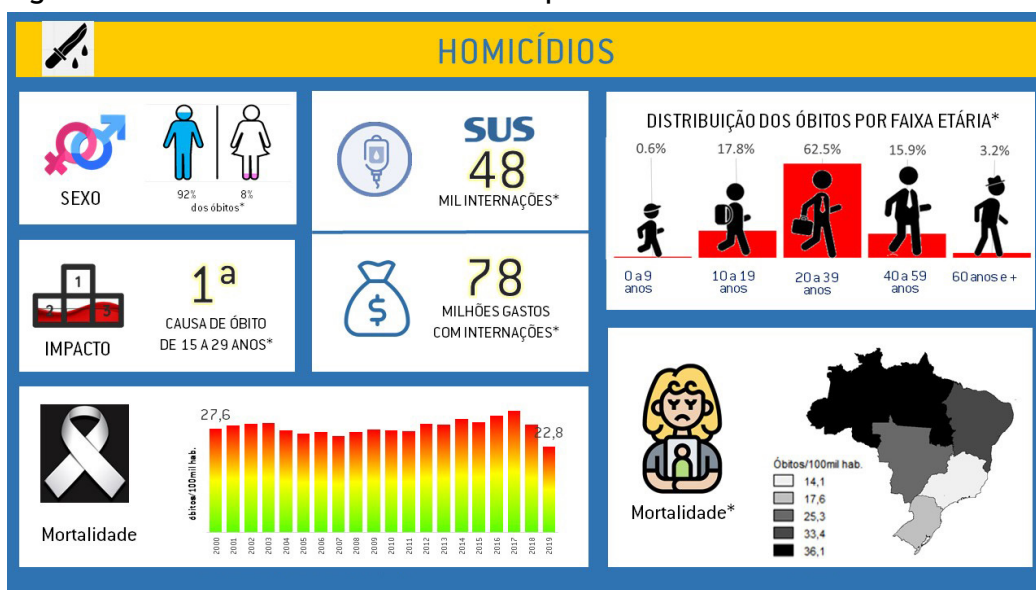 HOMICÍDIOS
SEXO
92%
8%
dos óbitos*
SUS
48
MIL INTERNAÇÕES*
DISTRIBUIÇÃO DOS ÓBITOS POR FAIXA ETÁRIA*
0.6%
17.8%
62.5%
15.9%
3.2%
0 a 9
anos
10 a 19
anos
20 a 39
anos
40 a 59
anos
60 anos e +
1
2
3
IMPACTO
1ª
CAUSA DE ÓBITO
DE 15 A 29 ANOS*
$
78
MILHÕES GASTOS
COM INTERNAÇÕES*
Mortalidade
óbitos/100mil hab.
27,6
22,8
2000
2001
2002
2003
2004
2005
2006
2007
2008
2009
2010
2011
2012
2013
2014
2015
2016
2017
2018
2019
Mortalidade*
Óbitos/100mil hab.
14,1
17,6
25,3
33,4
36,1